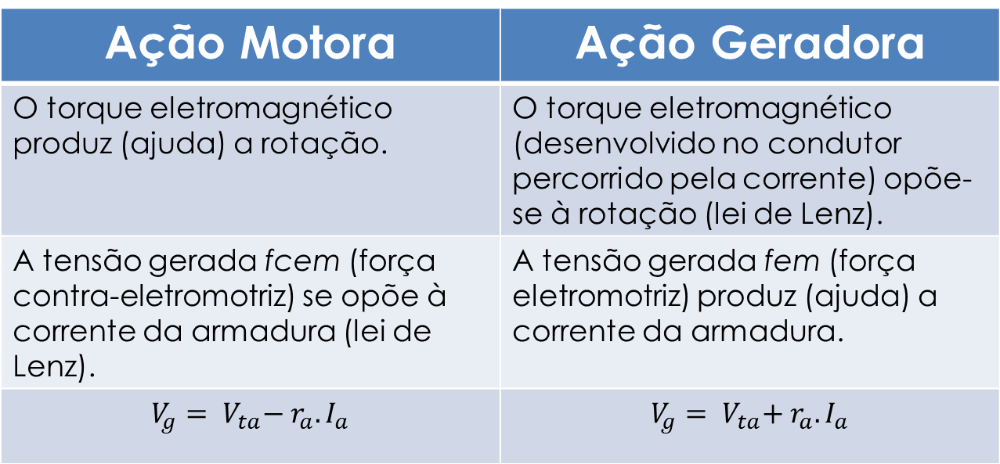 Ação Motora
Ação Geradora
O torque eletromagnético
produz (ajuda) a rotação.
O torque eletromagnético
(desenvolvido no condutor
percorrido pela corrente) opõe-
se à rotação (lei de Lenz).
A tensão gerada fcem (força
contra-eletromotriz) se opõe à
corrente da armadura (lei de
Lenz).
A tensão gerada fem (força
eletromotriz) produz (ajuda) a
corrente da armadura.
V_g = V_{ta} − r_a. I_a
V_g = V_{ta} + r_a. I_a